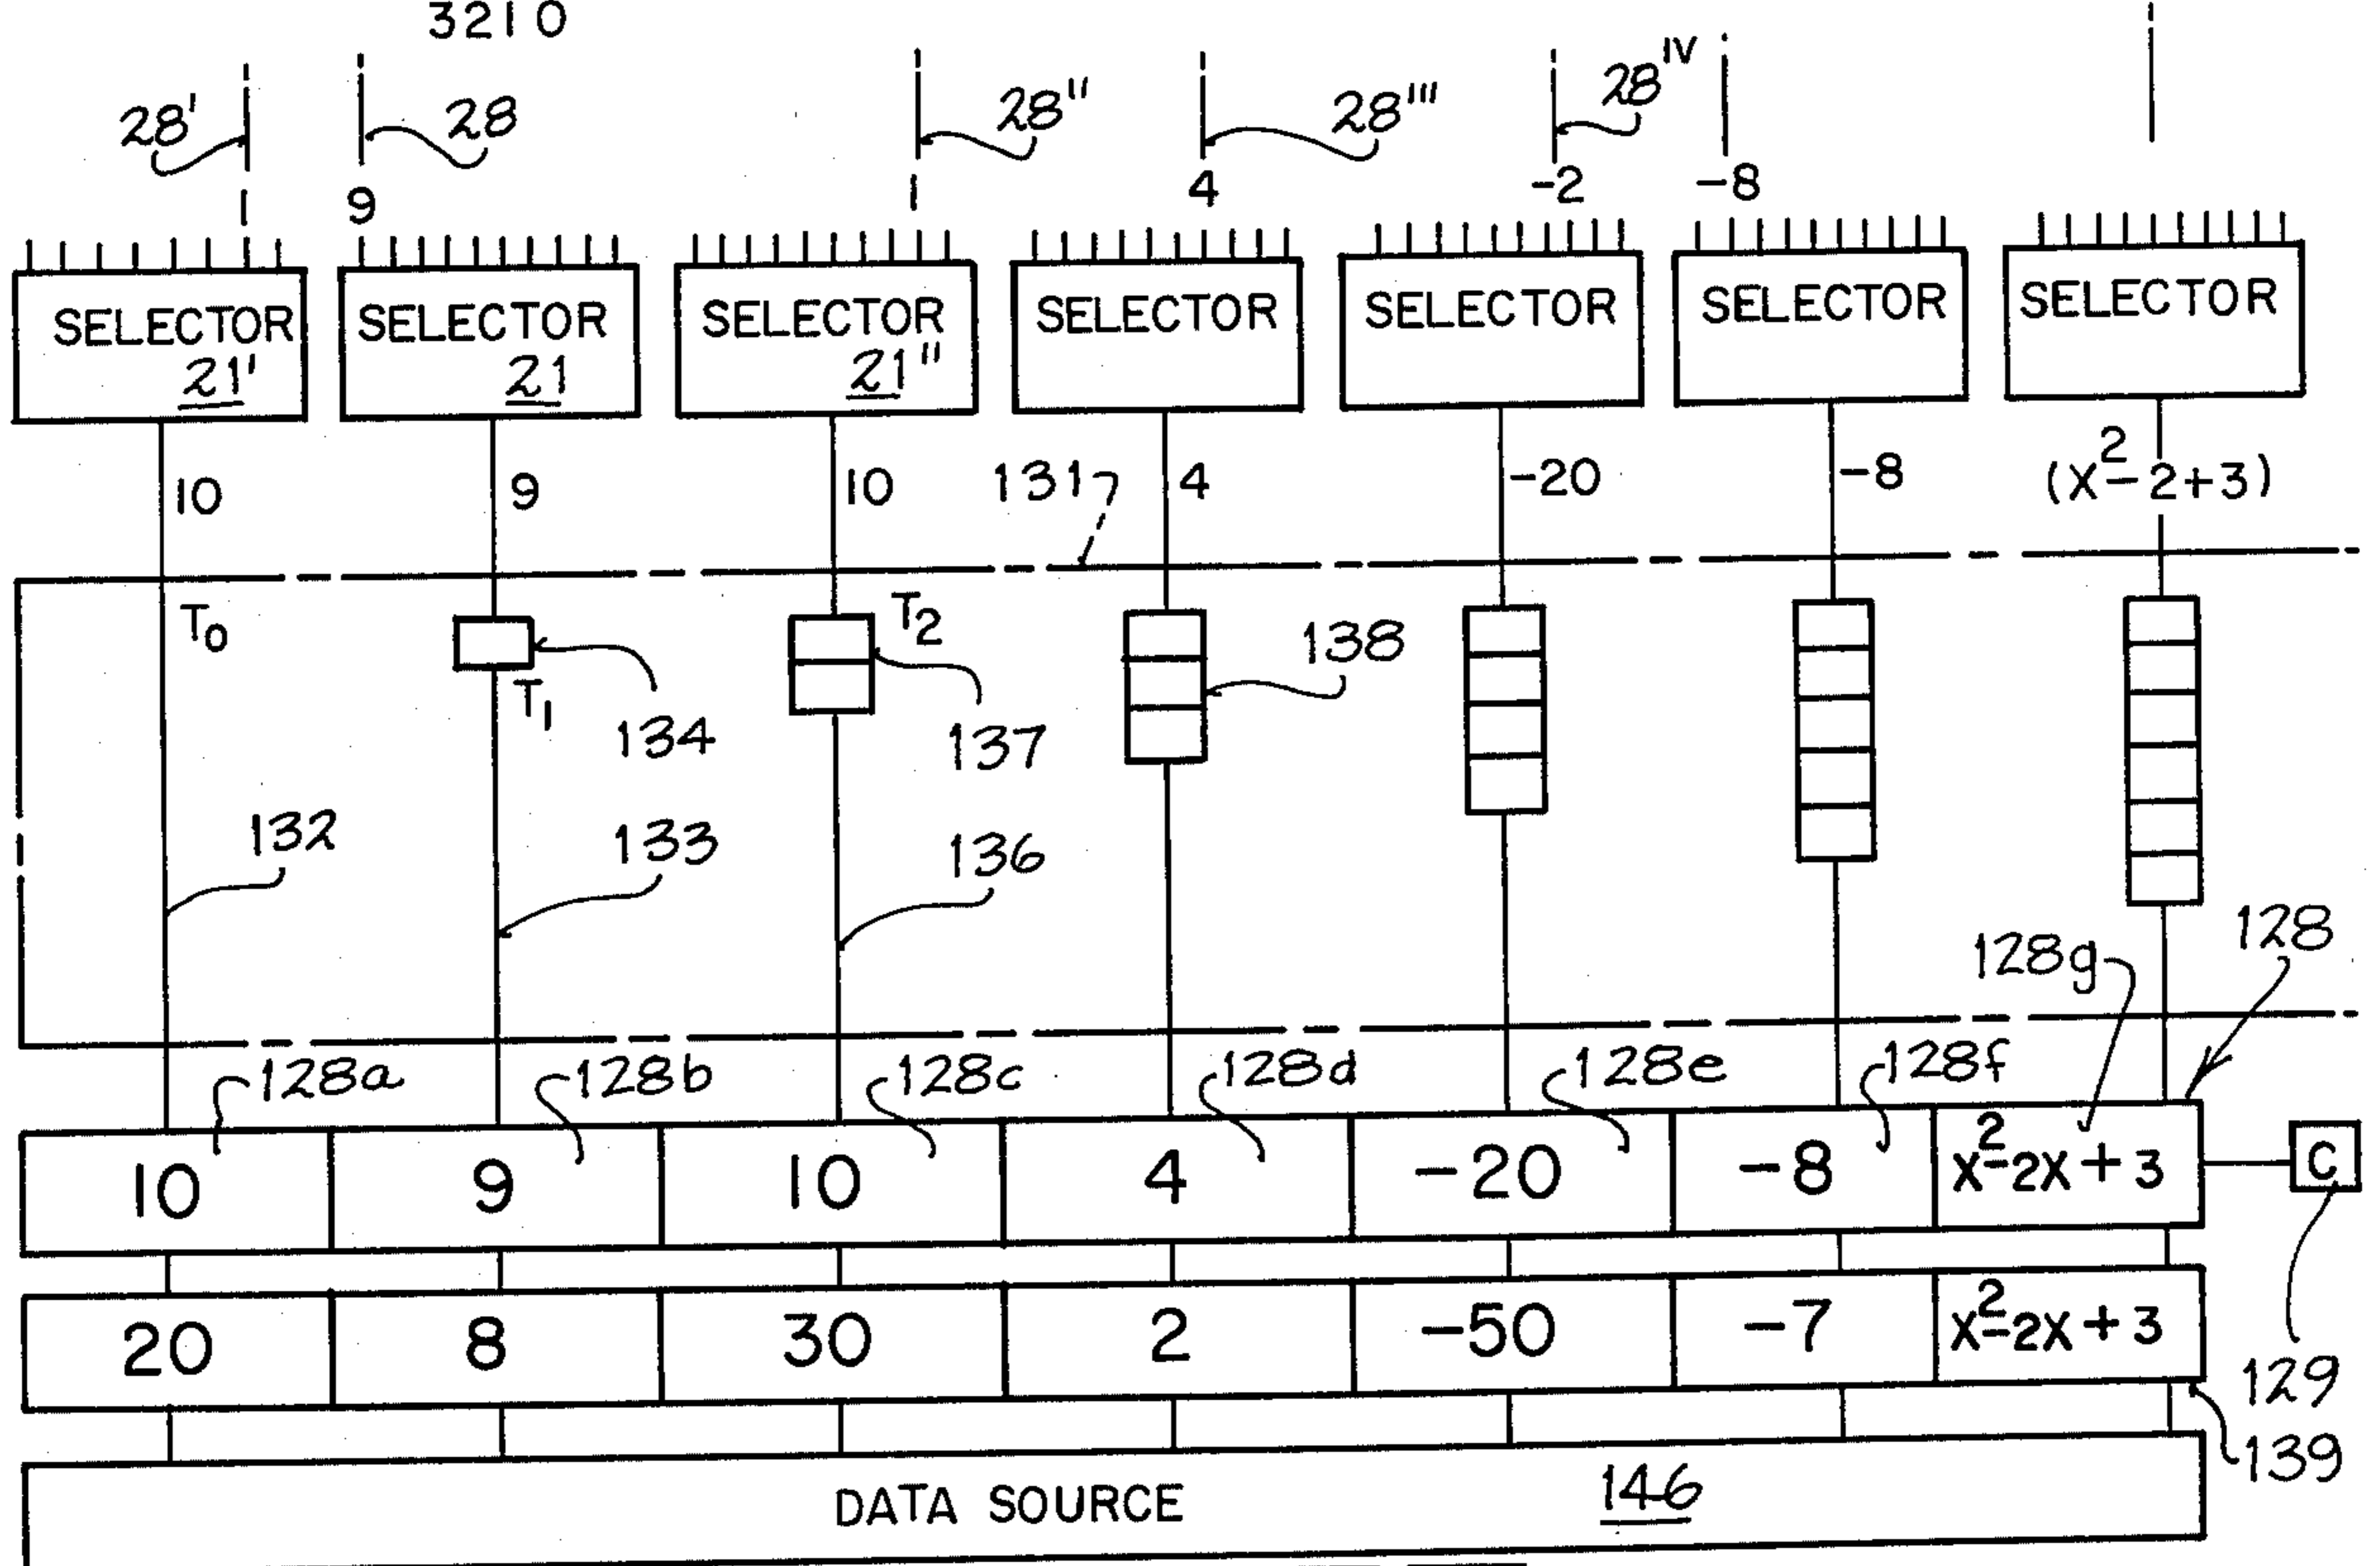 3210
28' 28 28'' 28''' 28^IV
1 9 1 4 -2 -8
SELECTOR 21'
SELECTOR 21
SELECTOR 21''
SELECTOR
SELECTOR
SELECTOR
SELECTOR
10 9 10 131 4 -20 -8 (X²-2+3)
T₀ T₁ 134 T₂ 137 138
132 133 136
128g 128
128a 128b 128c 128d 128e 128f
10 9 10 4 -20 -8 X²-2X+3 C
20 8 30 2 -50 -7 X²-2X+3
129
139
DATA SOURCE 146